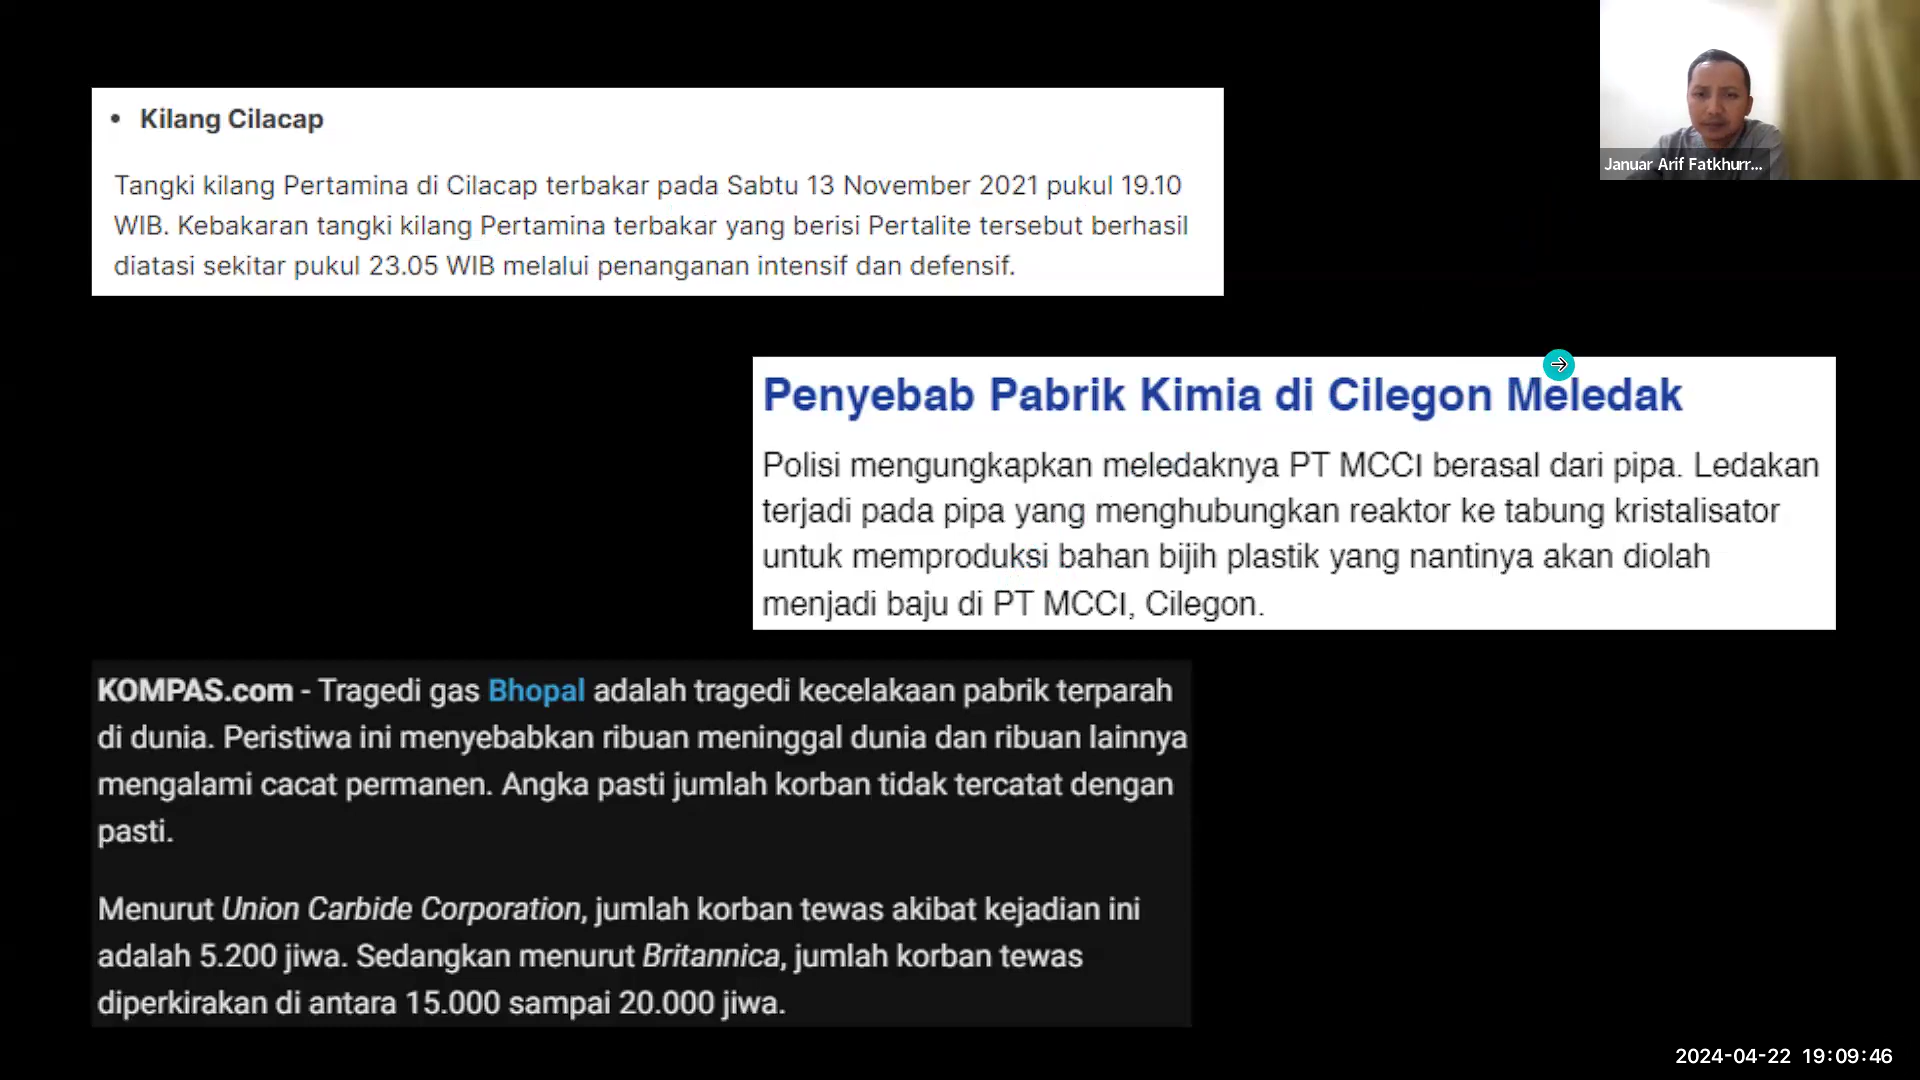 Januar Arif Fatkhurr...
• Kilang Cilacap
Tangki kilang Pertamina di Cilacap terbakar pada Sabtu 13 November 2021 pukul 19.10
WIB. Kebakaran tangki kilang Pertamina terbakar yang berisi Pertalite tersebut berhasil
diatasi sekitar pukul 23.05 WIB melalui penanganan intensif dan defensif.
Penyebab Pabrik Kimia di Cilegon Meledak
Polisi mengungkapkan meledaknya PT MCCI berasal dari pipa. Ledakan
terjadi pada pipa yang menghubungkan reaktor ke tabung kristalisator
untuk memproduksi bahan bijih plastik yang nantinya akan diolah
menjadi baju di PT MCCI, Cilegon.
KOMPAS.com - Tragedi gas Bhopal adalah tragedi kecelakaan pabrik terparah
di dunia. Peristiwa ini menyebabkan ribuan meninggal dunia dan ribuan lainnya
mengalami cacat permanen. Angka pasti jumlah korban tidak tercatat dengan
pasti.
Menurut Union Carbide Corporation, jumlah korban tewas akibat kejadian ini
adalah 5.200 jiwa. Sedangkan menurut Britannica, jumlah korban tewas
diperkirakan di antara 15.000 sampai 20.000 jiwa.
2024-04-22 19:09:46